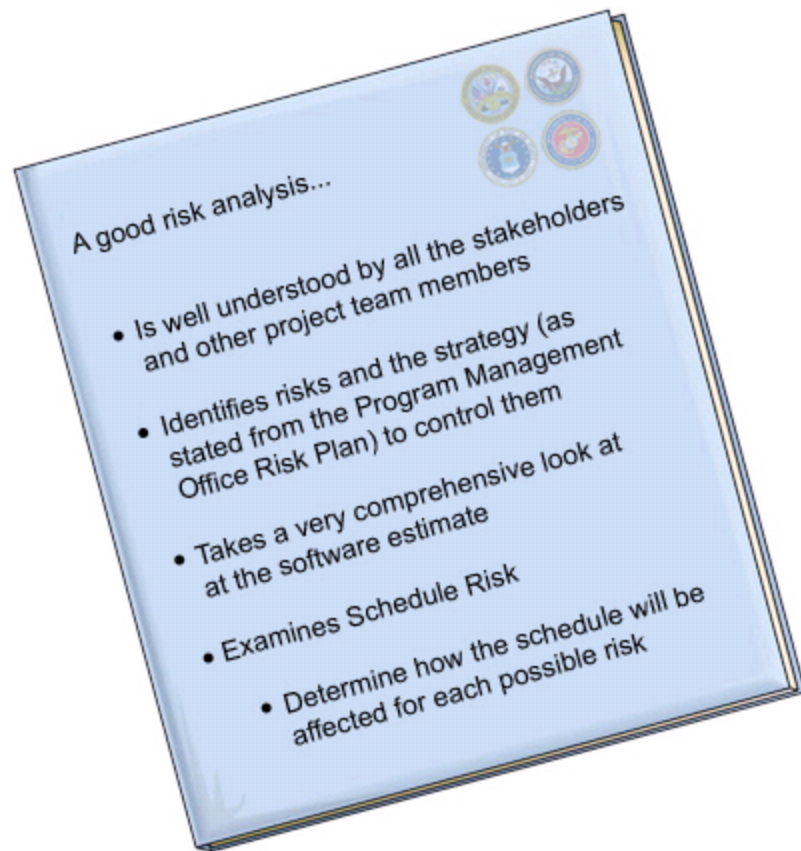 A good risk analysis...
• Is well understood by all the stakeholders
and other project team members
• Identifies risks and the strategy (as
stated from the Program Management
Office Risk Plan) to control them
• Takes a very comprehensive look at
at the software estimate
• Examines Schedule Risk
• Determine how the schedule will be
affected for each possible risk